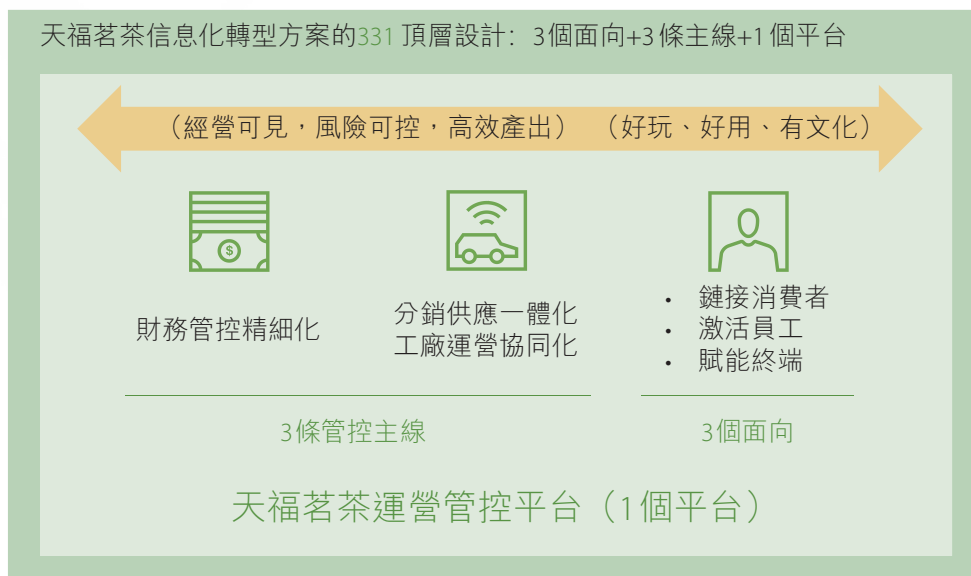 天福茗茶信息化轉型方案的331頂層設計：3個面向+3條主線+1個平台
（經營可見，風險可控，高效產出）（好玩、好用、有文化）
$
財務管控精細化
分銷供應一體化
工廠運營協同化
• 鏈接消費者
• 激活員工
• 賦能終端
3條管控主線
3個面向
天福茗茶運營管控平台（1個平台）